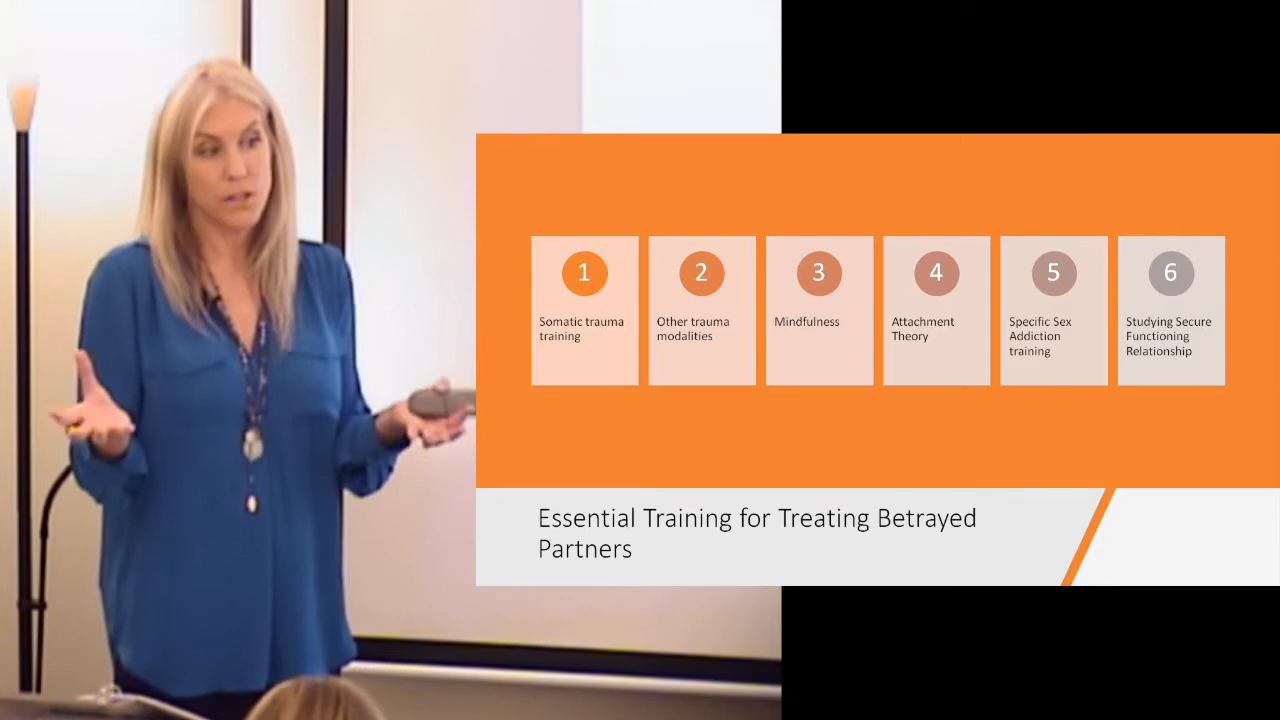 1
Somatic trauma
training
2
Other trauma
modalities
3
Mindfulness
4
Attachment
Theory
5
Specific Sex
Addiction
training
6
Studying Secure
Functioning
Relationship
Essential Training for Treating Betrayed
Partners